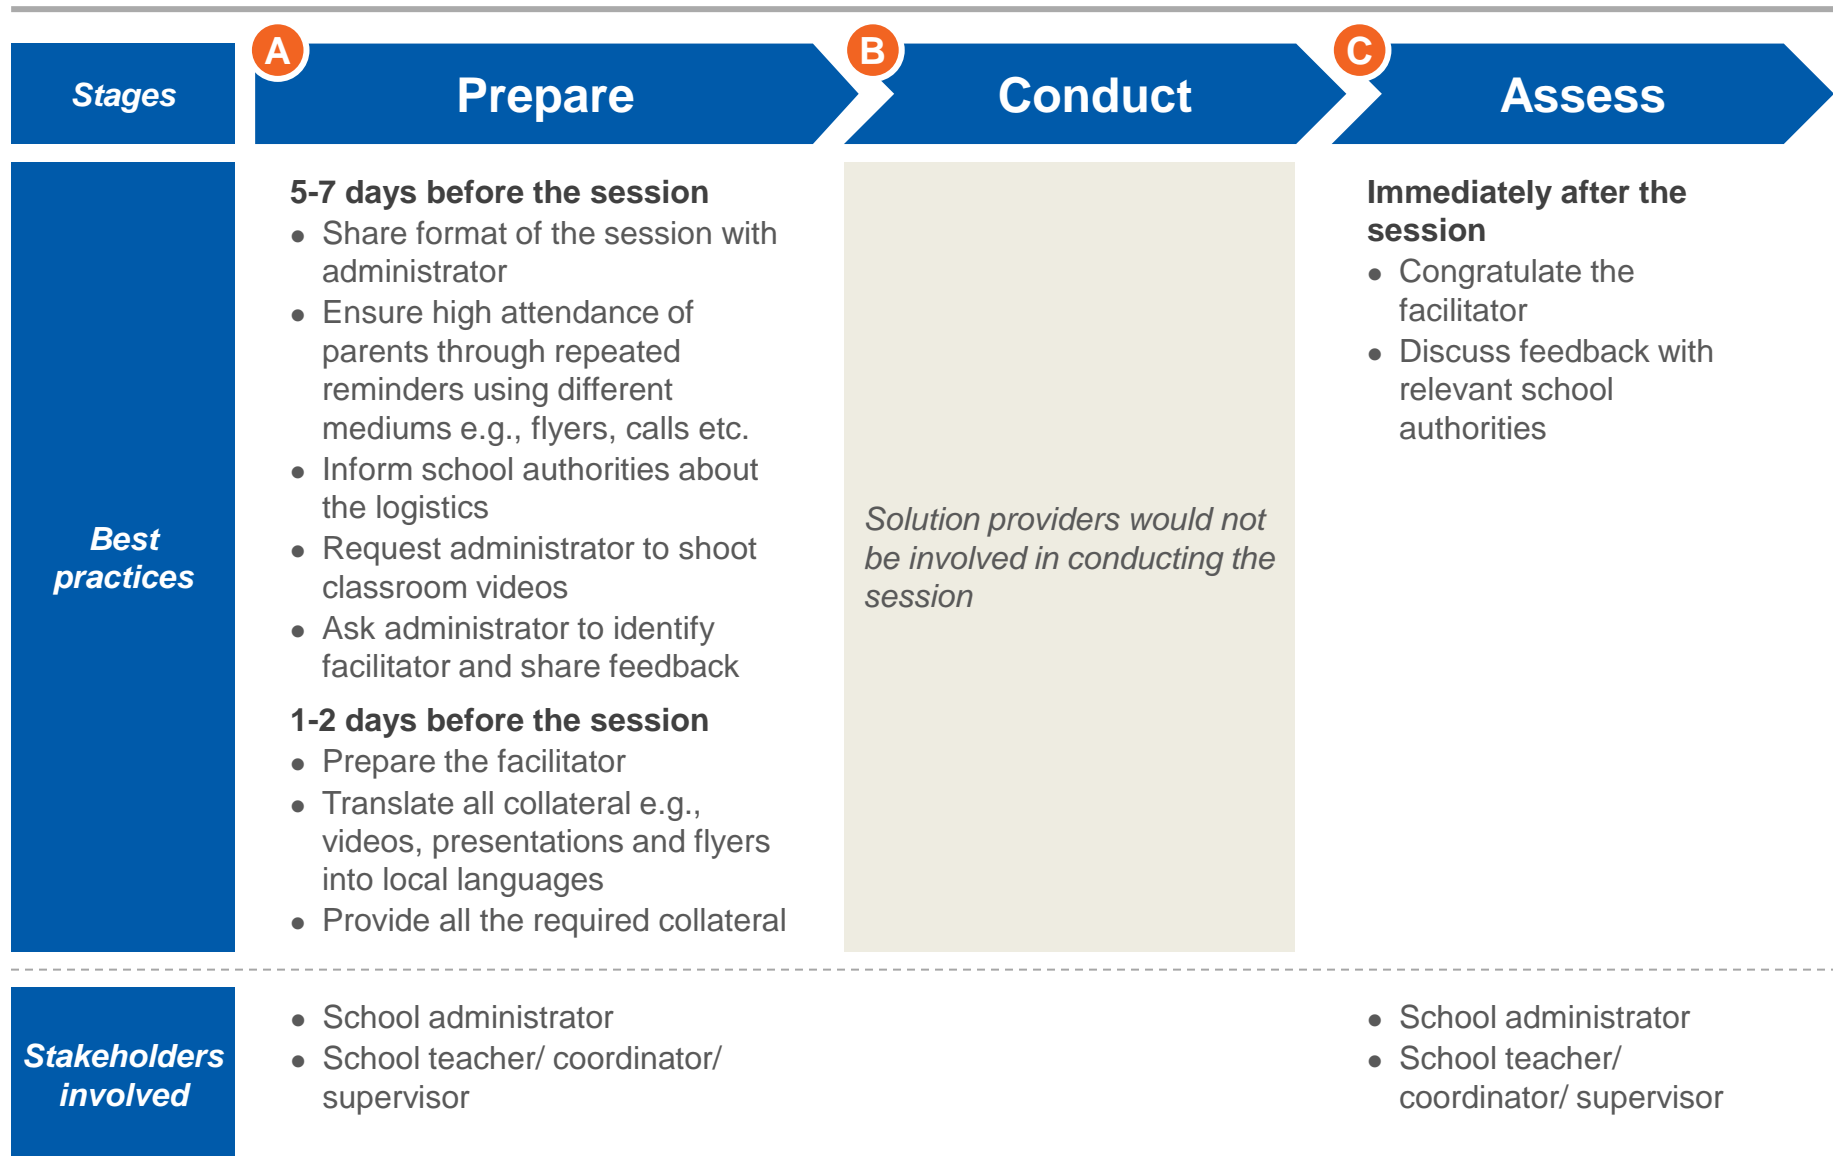 A
B
C
Stages
Prepare
Conduct
Assess
Best
practices
5-7 days before the session
● Share format of the session with
administrator
● Ensure high attendance of
parents through repeated
reminders using different
mediums e.g., flyers, calls etc.
● Inform school authorities about
the logistics
● Request administrator to shoot
classroom videos
● Ask administrator to identify
facilitator and share feedback
1-2 days before the session
● Prepare the facilitator
● Translate all collateral e.g.,
videos, presentations and flyers
into local languages
● Provide all the required collateral
Solution providers would not
be involved in conducting the
session
Immediately after the
session
● Congratulate the
facilitator
● Discuss feedback with
relevant school
authorities
Stakeholders
involved
● School administrator
● School teacher/ coordinator/
supervisor
● School administrator
● School teacher/
coordinator/ supervisor